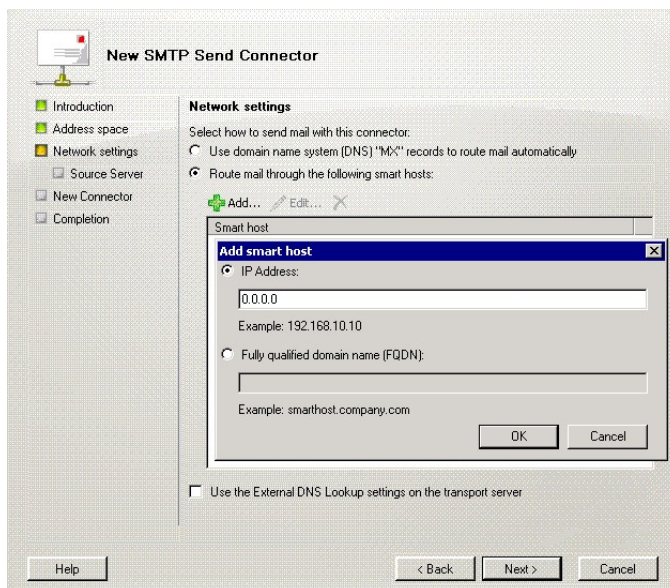 New SMTP Send Connector
Introduction
Address space
Network settings
Source Server
New Connector
Completion
Network settings
Select how to send mail with this connector:
Use domain name system (DNS) "MX" records to route mail automatically
Route mail through the following smart hosts:
Add... Edit...
Smart host
Add smart host
IP Address:
0.0.0.0
Example: 192.168.10.10
Fully qualified domain name (FQDN):
Example: smarthost.company.com
OK Cancel
Use the External DNS Lookup settings on the transport server
Help < Back Next > Cancel